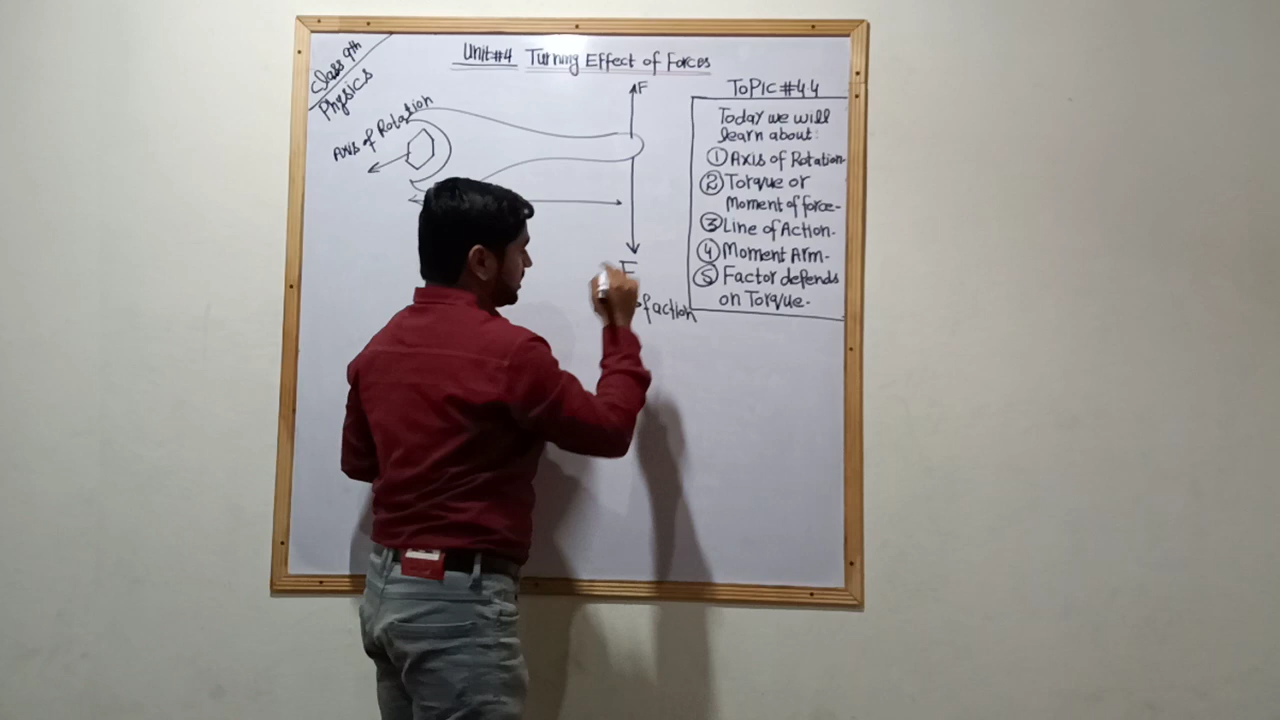 Class 9th
Physics
Unit#4 Turning Effect of Forces
Axis of Rotation
F
F
of action
ToPIC #4.4
Today we will
learn about:
① Axis of Rotation-
② Torque or
Moment of force-
③ Line of Action-
④ Moment Arm-
⑤ Factor depends
on Torque-